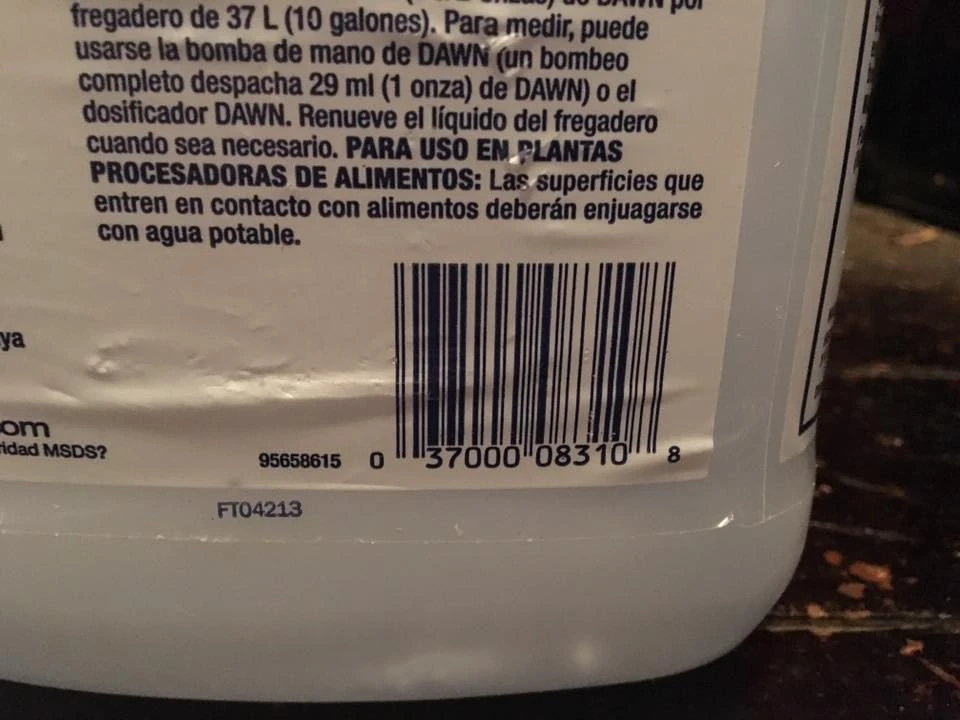 DAWN por
fregadero de 37 L (10 galones). Para medir, puede
usarse la bomba de mano de DAWN (un bombeo
completo despacha 29 ml (1 onza) de DAWN) o el
dosificador DAWN. Renueve el líquido del fregadero
cuando sea necesario. PARA USO EN PLANTAS
PROCESADORAS DE ALIMENTOS: Las superficies que
entren en contacto con alimentos deberán enjuagarse
con agua potable.
ya
om
ridad MSDS?
95658615 0 37000 08310 8
FT04213